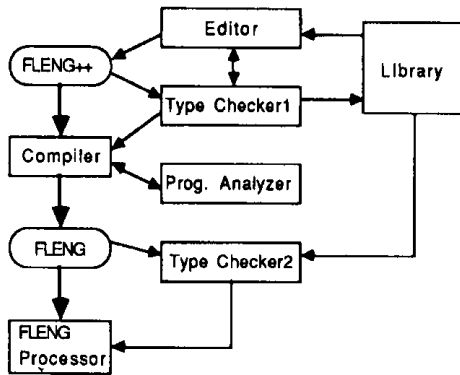 Editor
FLENG++
Library
Type Checker1
Compiler
Prog. Analyzer
FLENG
Type Checker2
FLENG
Processor